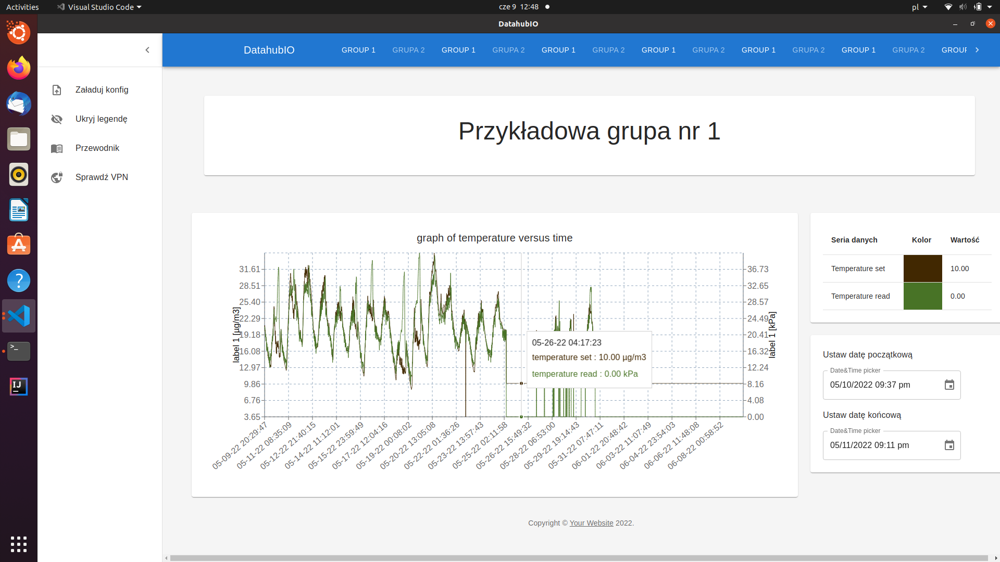 Activities
Visual Studio Code
cze 9 12:48
pl
DatahubIO
DatahubIO
GROUP 1
GRUPA 2
GROUP 1
GRUPA 2
GROUP 1
GRUPA 2
GROUP 1
GRUPA 2
GROUP 1
GRUPA 2
GROUP 1
GRUPA 2
GROUP
Załaduj konfig
Ukryj legendę
Przewodnik
Sprawdź VPN
Przykładowa grupa nr 1
graph of temperature versus time
label 1 [µg/m3]
31.61
28.51
25.40
22.29
19.18
16.08
12.97
9.86
6.76
3.65
36.73
32.65
28.57
24.49
20.41
16.32
12.24
8.16
4.08
0.00
label 1 [kPa]
05-26-22 04:17:23
temperature set : 10.00 µg/m3
temperature read : 0.00 kPa
05-09-22 20:29:47
05-11-22 08:35:09
05-12-22 21:40:15
05-14-22 11:12:01
05-15-22 23:59:49
05-17-22 12:04:16
05-19-22 00:08:02
05-20-22 13:05:08
05-22-22 01:36:26
05-23-22 13:57:43
05-25-22 02:11:58
05-26-22 15:49:32
05-28-22 06:53:00
05-29-22 19:14:43
05-31-22 07:47:11
06-01-22 20:48:42
06-03-22 11:07:49
06-04-22 23:54:03
06-06-22 11:48:08
06-08-22 00:58:52
Seria danych Kolor Wartość
Temperature set 10.00
Temperature read 0.00
Ustaw datę początkową
Date&Time picker
05/10/2022 09:37 pm
Ustaw datę końcową
Date&Time picker
05/11/2022 09:11 pm
Copyright © Your Website 2022.